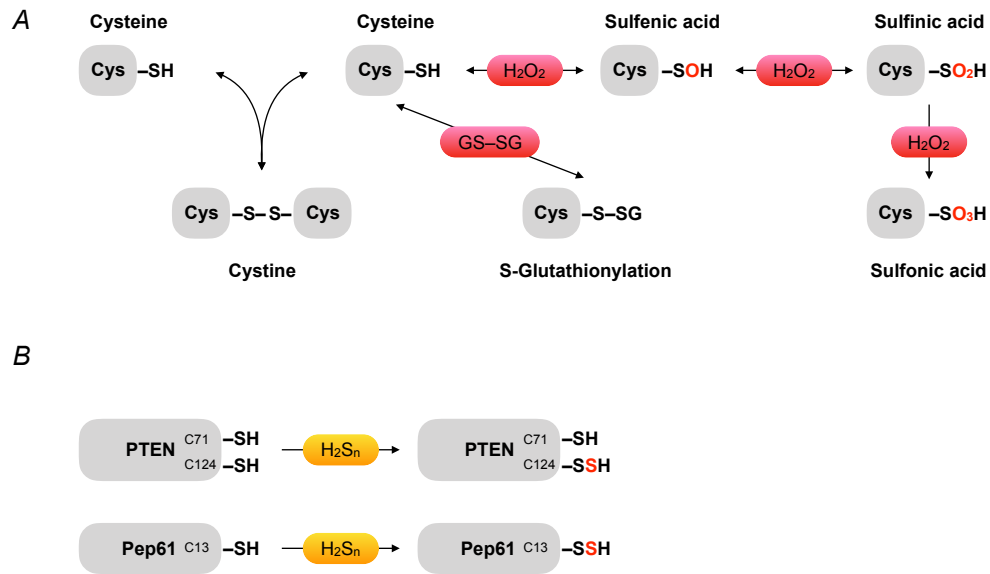 A
Cysteine Cysteine Sulfenic acid Sulfinic acid
Cys –SH Cys –SH H₂O₂ Cys –SOH H₂O₂ Cys –SO₂H
GS–SG H₂O₂
Cys –S–S– Cys Cys –S–SG Cys –SO₃H
Cystine S-Glutathionylation Sulfonic acid
B
PTEN C71 –SH PTEN C71 –SH
H₂Sₙ
C124 –SH C124 –SSH
Pep61 C13 –SH H₂Sₙ Pep61 C13 –SSH